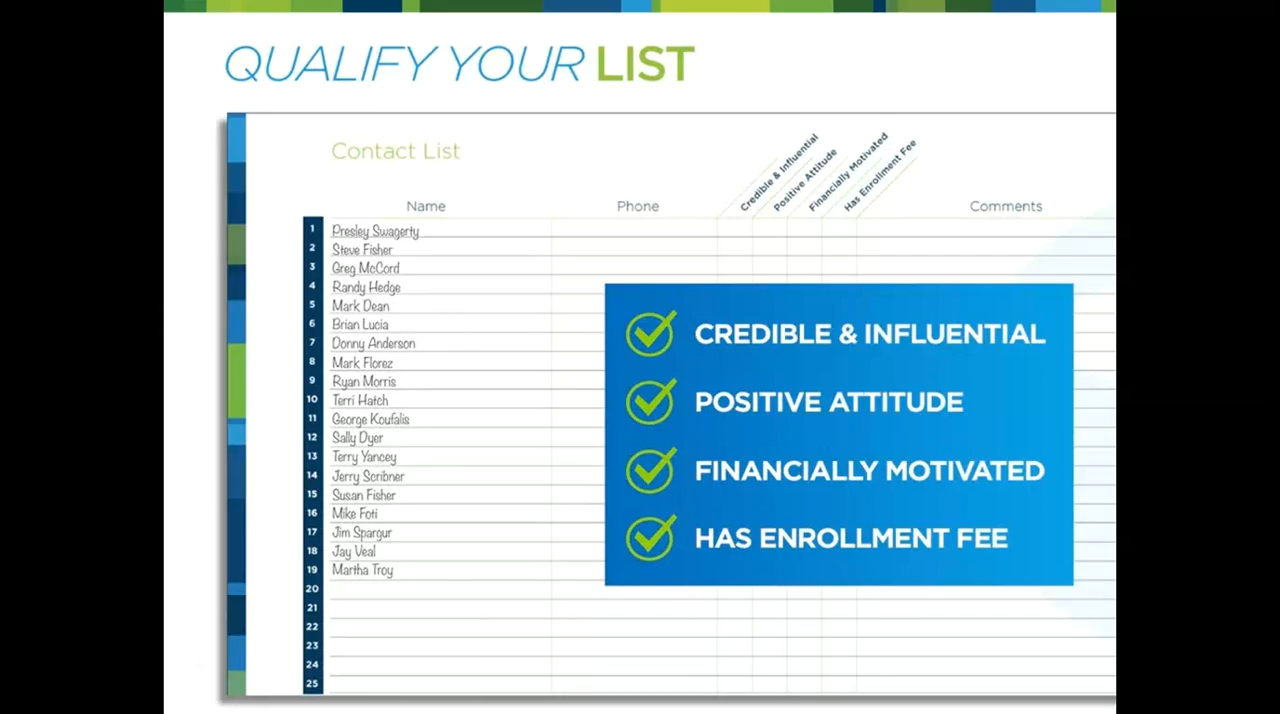 QUALIFY YOUR LIST
Contact List
Credible & Influential
Positive Attitude
Financially Motivated
Has Enrollment Fee
Name Phone Comments
1 Presley Swagerty
2 Steve Fisher
3 Greg McCord
4 Randy Hedge
5 Mark Dean
6 Brian Lucia
7 Donny Anderson
8 Mark Florez
9 Ryan Morris
10 Terri Hatch
11 George Koufalis
12 Sally Dyer
13 Terry Yancey
14 Jerry Scribner
15 Susan Fisher
16 Mike Foti
17 Jim Spargur
18 Jay Veal
19 Martha Troy
20
21
22
23
24
25
CREDIBLE & INFLUENTIAL
POSITIVE ATTITUDE
FINANCIALLY MOTIVATED
HAS ENROLLMENT FEE